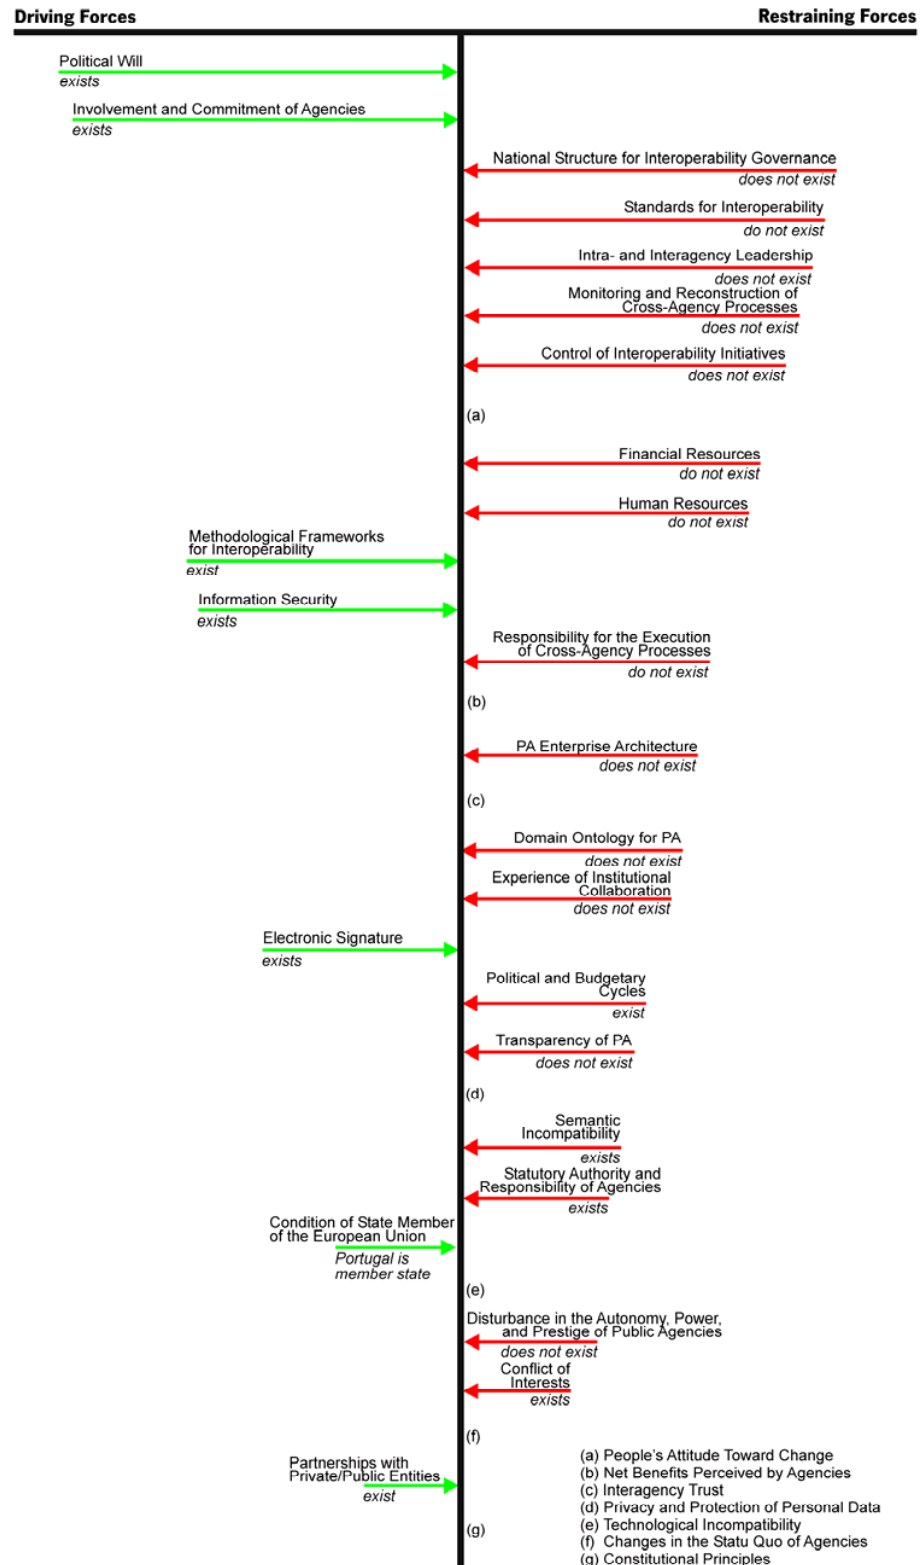 Driving Forces
Restraining Forces
Political Will
exists
Involvement and Commitment of Agencies
exists
National Structure for Interoperability Governance
does not exist
Standards for Interoperability
do not exist
Intra- and Interagency Leadership
does not exist
Monitoring and Reconstruction of
Cross-Agency Processes
does not exist
Control of Interoperability Initiatives
does not exist
(a)
Financial Resources
do not exist
Human Resources
do not exist
Methodological Frameworks
for Interoperability
exist
Information Security
exists
Responsibility for the Execution
of Cross-Agency Processes
do not exist
(b)
PA Enterprise Architecture
does not exist
(c)
Domain Ontology for PA
does not exist
Experience of Institutional
Collaboration
does not exist
Electronic Signature
exists
Political and Budgetary
Cycles
exist
Transparency of PA
does not exist
(d)
Semantic
Incompatibility
exists
Statutory Authority and
Responsibility of Agencies
exists
Condition of State Member
of the European Union
Portugal is
member state
(e)
Disturbance in the Autonomy, Power,
and Prestige of Public Agencies
does not exist
Conflict of
Interests
exists
(f)
Partnerships with
Private/Public Entities
exist
(g)
(a) People's Attitude Toward Change
(b) Net Benefits Perceived by Agencies
(c) Interagency Trust
(d) Privacy and Protection of Personal Data
(e) Technological Incompatibility
(f) Changes in the Statu Quo of Agencies
(g) Constitutional Principles